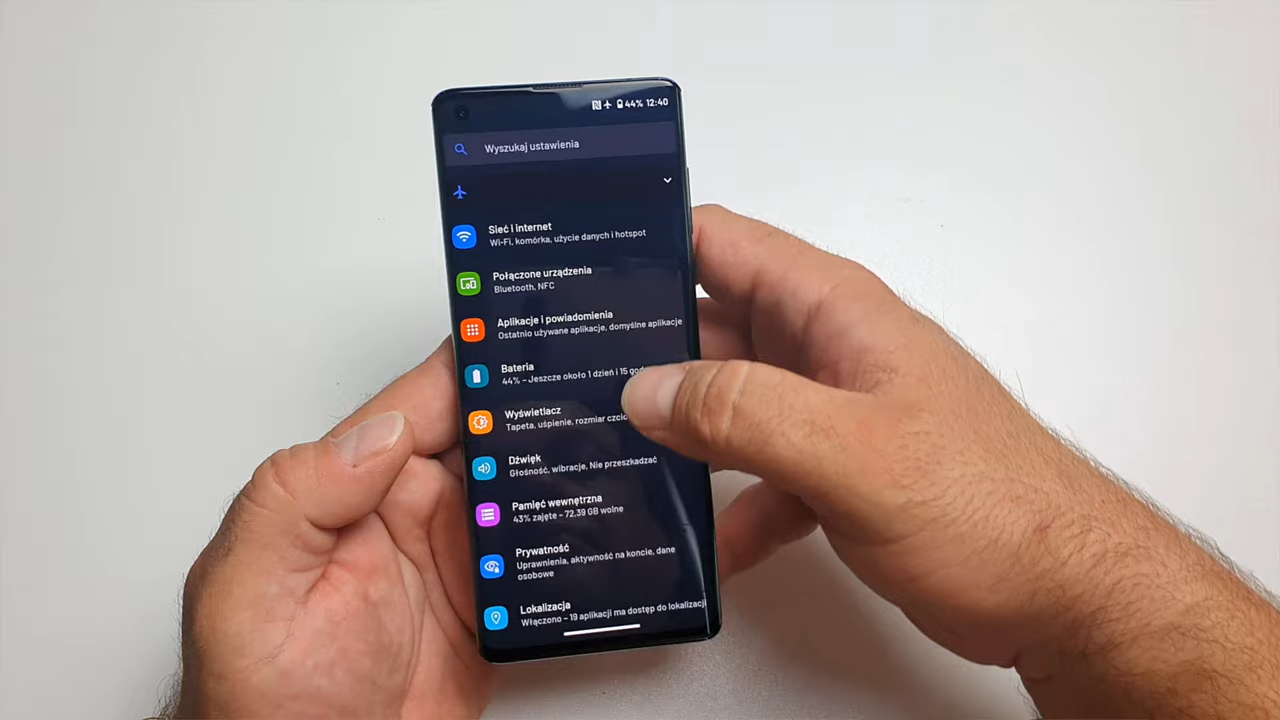 44% 12:40
Wyszukaj ustawienia
Sieć i internet
Wi-Fi, komórka, użycie danych i hotspot
Połączone urządzenia
Bluetooth, NFC
Aplikacje i powiadomienia
Ostatnio używane aplikacje, domyślne aplikacje
Bateria
44% – Jeszcze około 1 dzień i 15
Wyświetlacz
Tapeta, uśpienie, rozmiar
Dźwięk
Głośność, wibracje, Nie przeszkadzać
Pamięć wewnętrzna
43% zajęte – 72,39 GB wolne
Prywatność
Uprawnienia, aktywność na koncie, dane
osobowe
Lokalizacja
Włączono – 19 aplikacji ma dostęp do lokalizacji